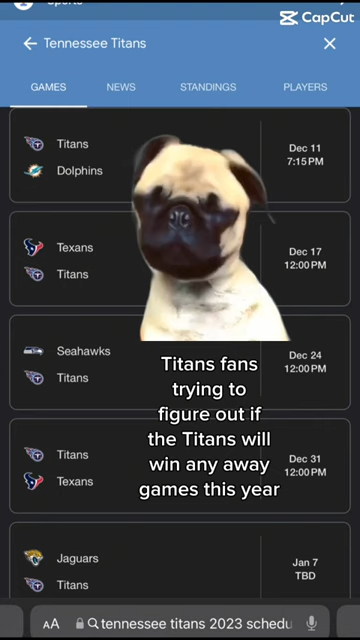 CapCut
Tennessee Titans
GAMES NEWS STANDINGS PLAYERS
Titans
Dolphins
Dec 11
7:15 PM
Texans
Titans
Dec 17
12:00 PM
Seahawks
Titans
Dec 24
12:00 PM
Titans
Texans
Dec 31
12:00 PM
Jaguars
Titans
Jan 7
TBD
Titans fans
trying to
figure out if
the Titans will
win any away
games this year
AA tennessee titans 2023 schedu